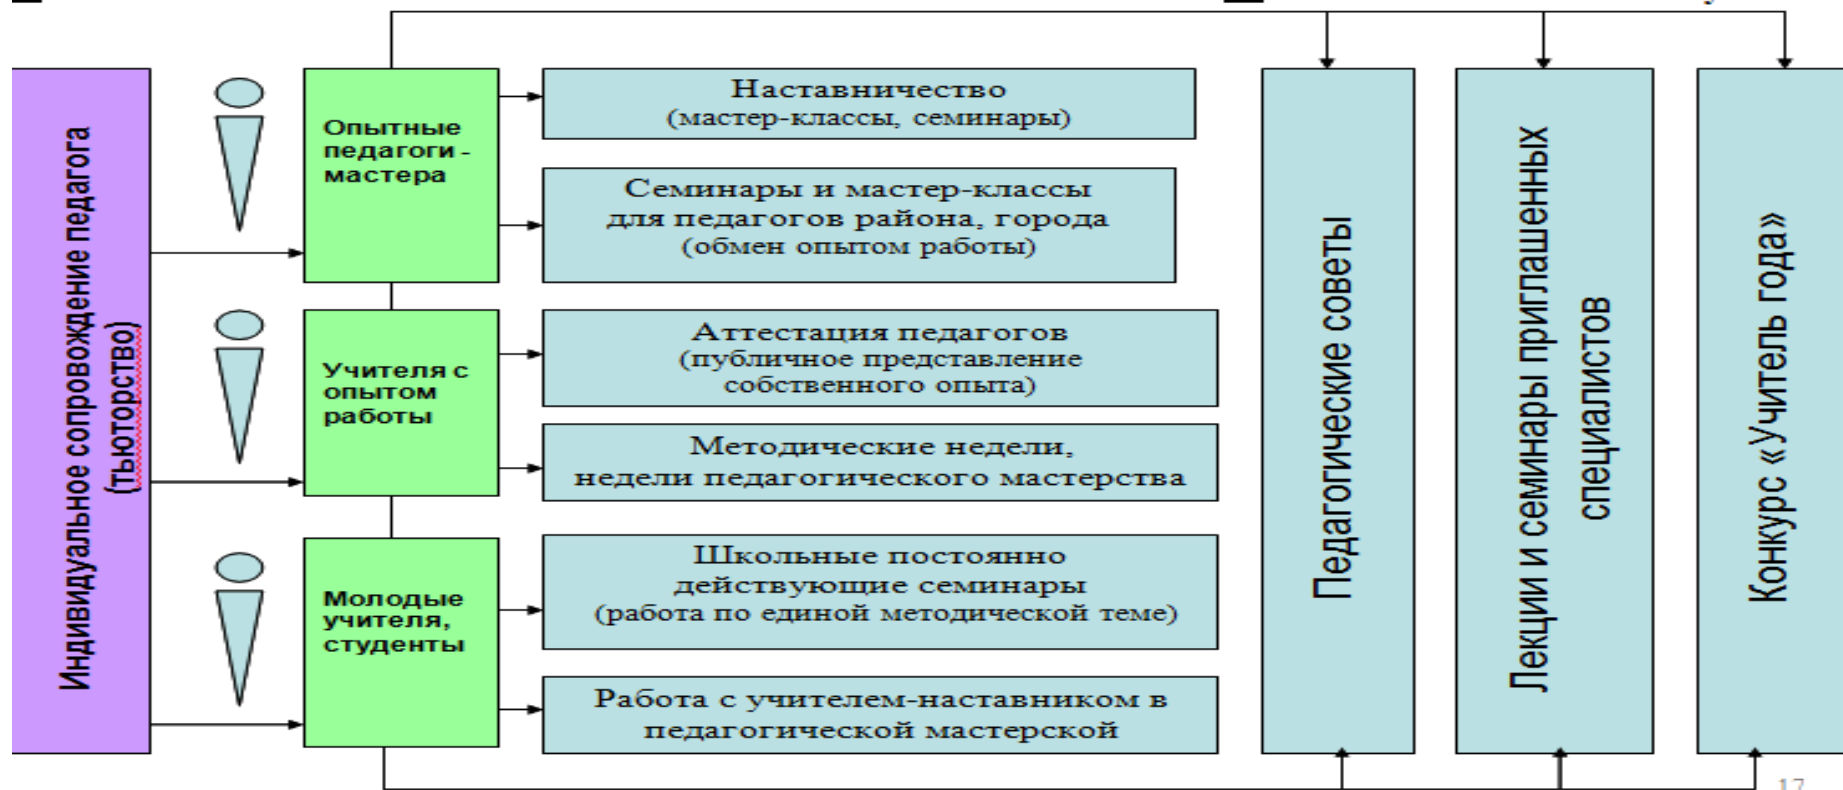 Индивидуальное сопровождение педагога
(тьюторство)
Опытные
педагоги -
мастера
Наставничество
(мастер-классы, семинары)
Семинары и мастер-классы
для педагогов района, города
(обмен опытом работы)
Учителя с
опытом
работы
Аттестация педагогов
(публичное представление
собственного опыта)
Методические недели,
недели педагогического мастерства
Молодые
учителя,
студенты
Школьные постоянно
действующие семинары
(работа по единой методической теме)
Работа с учителем-наставником в
педагогической мастерской
Педагогические советы
Лекции и семинары приглашенных
специалистов
Конкурс «Учитель года»
17